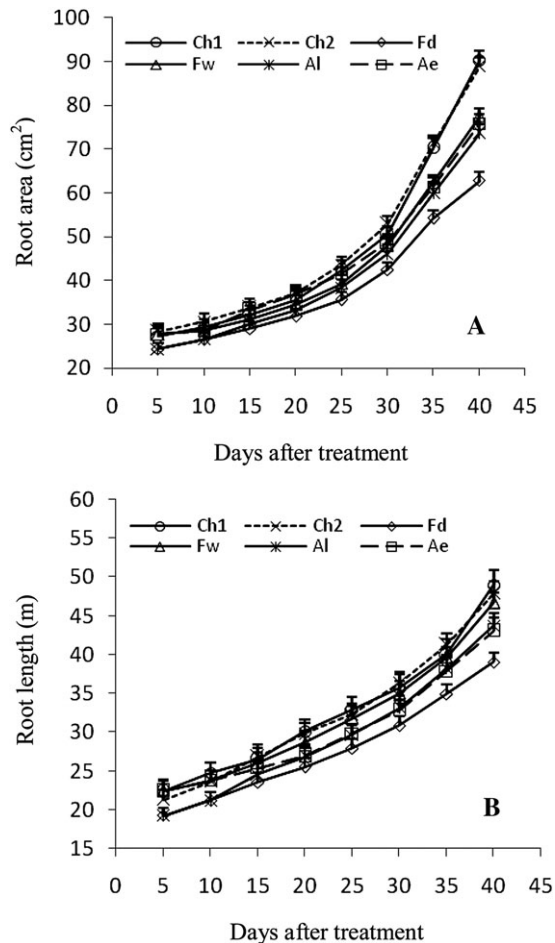 100
90
80
70
60
50
40
30
20
Root area (cm²)
Ch1 Ch2 Fd
Fw Al Ae
A
0 5 10 15 20 25 30 35 40 45
Days after treatment
60
55
50
45
40
35
30
25
20
15
Root length (m)
Ch1 Ch2 Fd
Fw Al Ae
B
0 5 10 15 20 25 30 35 40 45
Days after treatment